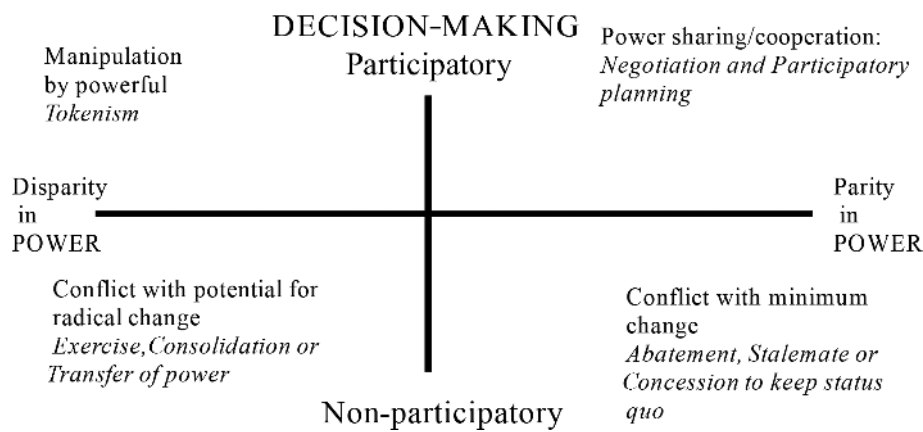 DECISION-MAKING
Participatory
Manipulation
by powerful
Tokenism
Power sharing/cooperation:
Negotiation and Participatory
planning
Disparity
in
POWER
Parity
in
POWER
Conflict with potential for
radical change
Exercise,Consolidation or
Transfer of power
Conflict with minimum
change
Abatement, Stalemate or
Concession to keep status
quo
Non-participatory